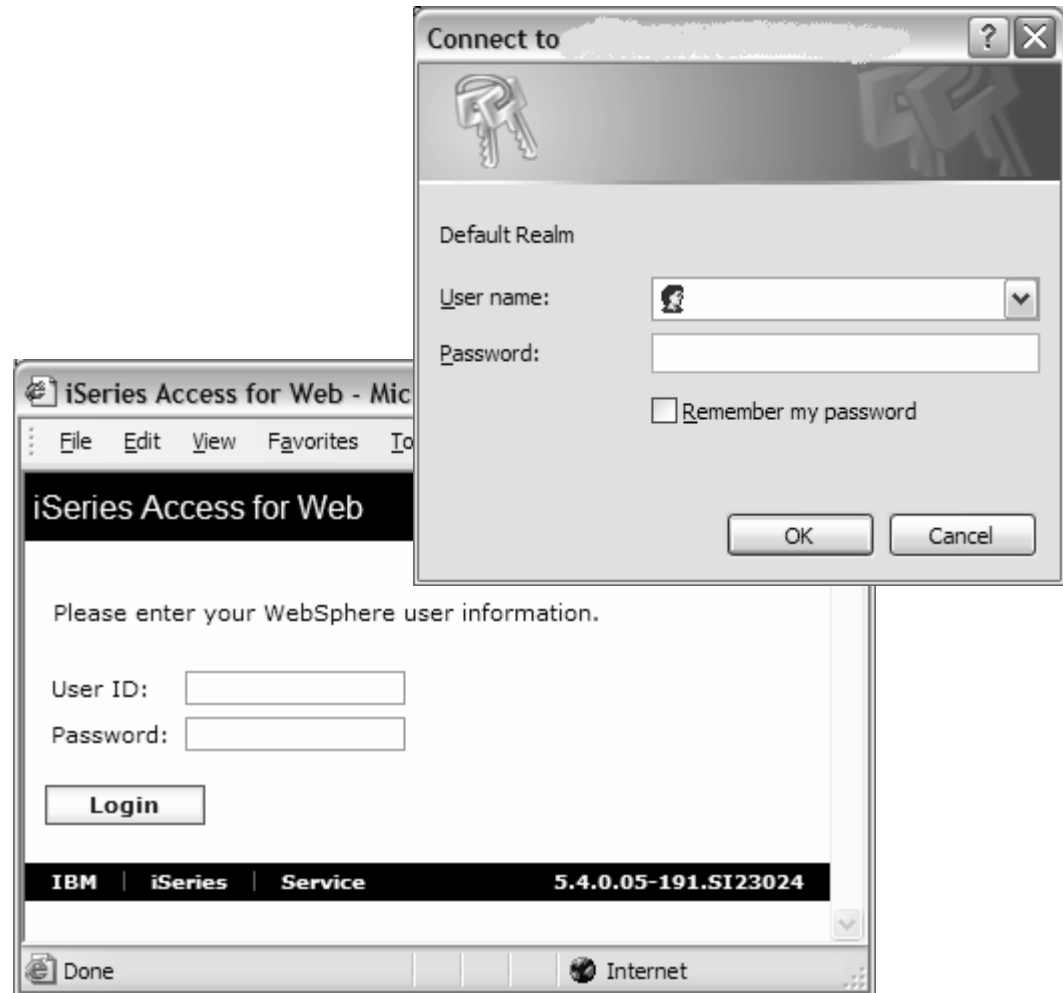 Connect to
Default Realm
User name:
Password:
Remember my password
OK Cancel
iSeries Access for Web - Mic
File Edit View Favorites To
iSeries Access for Web
Please enter your WebSphere user information.
User ID:
Password:
Login
IBM | iSeries | Service 5.4.0.05-191.SI23024
Done Internet